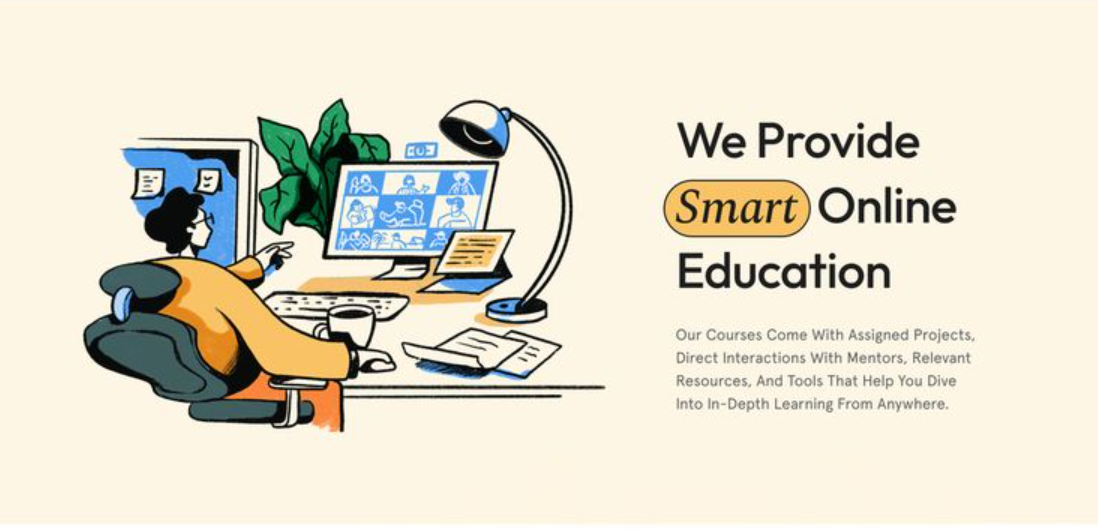 We Provide
Smart Online
Education
Our Courses Come With Assigned Projects,
Direct Interactions With Mentors, Relevant
Resources, And Tools That Help You Dive
Into In-Depth Learning From Anywhere.